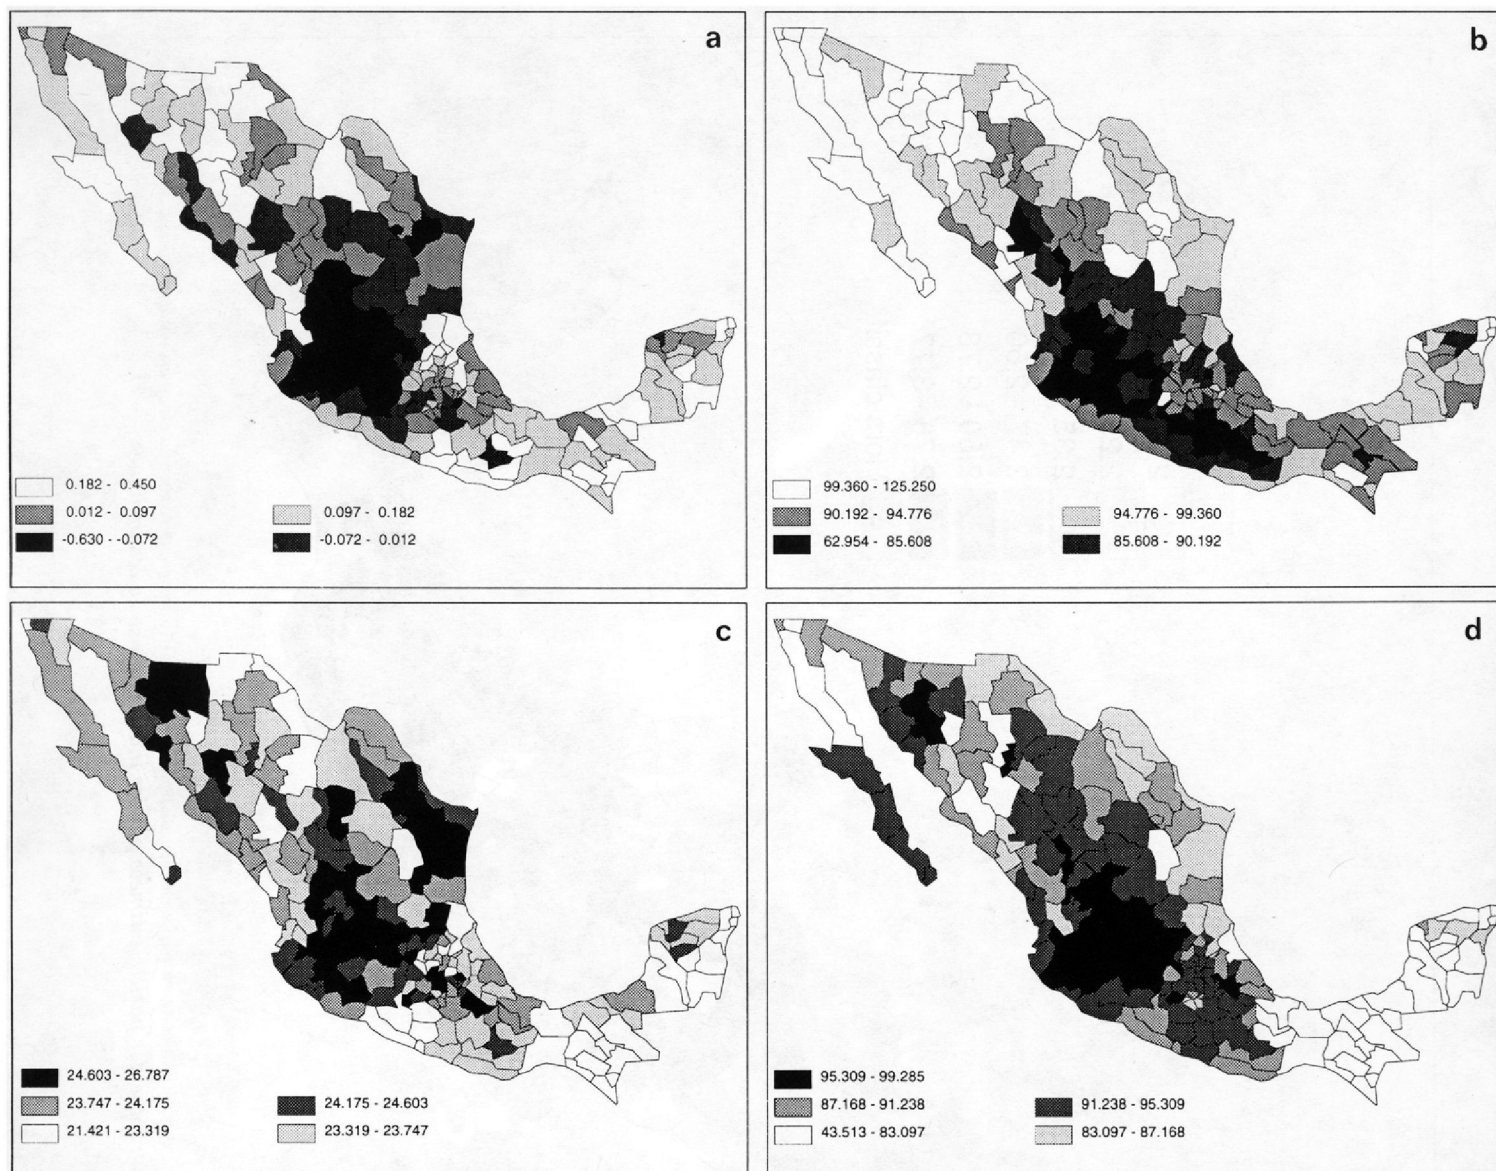 a
0.182 - 0.450
0.012 - 0.097
0.097 - 0.182
-0.630 - -0.072
-0.072 - 0.012
b
99.360 - 125.250
90.192 - 94.776
94.776 - 99.360
62.954 - 85.608
85.608 - 90.192
c
24.603 - 26.787
23.747 - 24.175
24.175 - 24.603
21.421 - 23.319
23.319 - 23.747
d
95.309 - 99.285
87.168 - 91.238
91.238 - 95.309
43.513 - 83.097
83.097 - 87.168